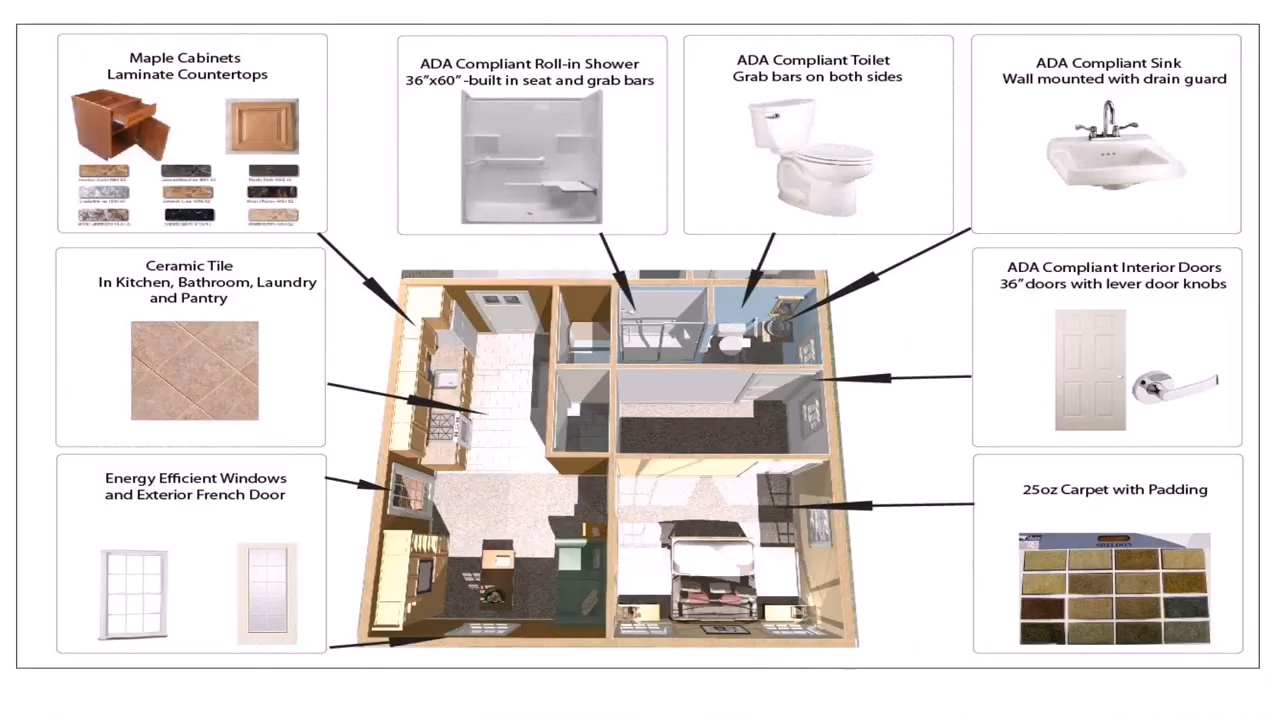 Maple Cabinets
Laminate Countertops
ADA Compliant Roll-in Shower
36”x60” -built in seat and grab bars
ADA Compliant Toilet
Grab bars on both sides
ADA Compliant Sink
Wall mounted with drain guard
Ceramic Tile
In Kitchen, Bathroom, Laundry
and Pantry
ADA Compliant Interior Doors
36” doors with lever door knobs
Energy Efficient Windows
and Exterior French Door
25oz Carpet with Padding